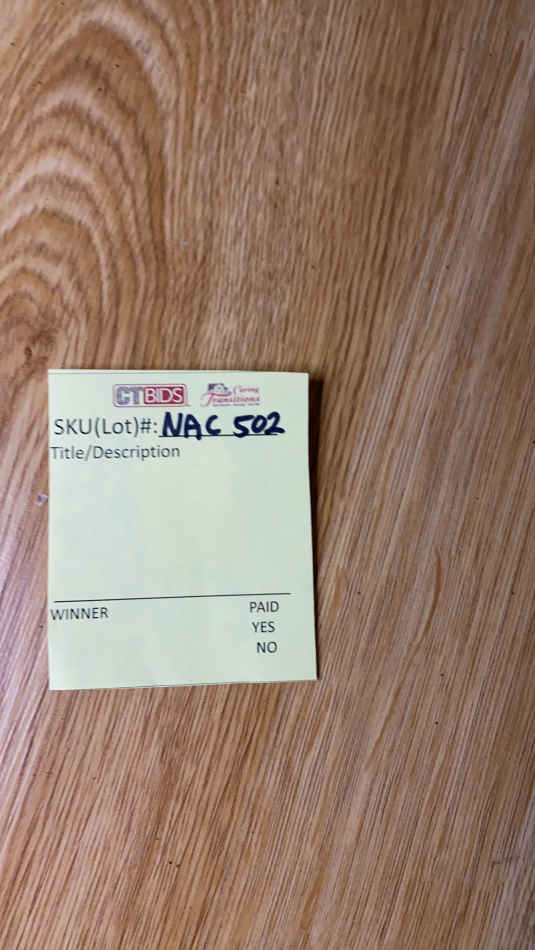 CTBIDS Caring Transitions
SKU(Lot)#: NAC 502
Title/Description
WINNER PAID
YES
NO